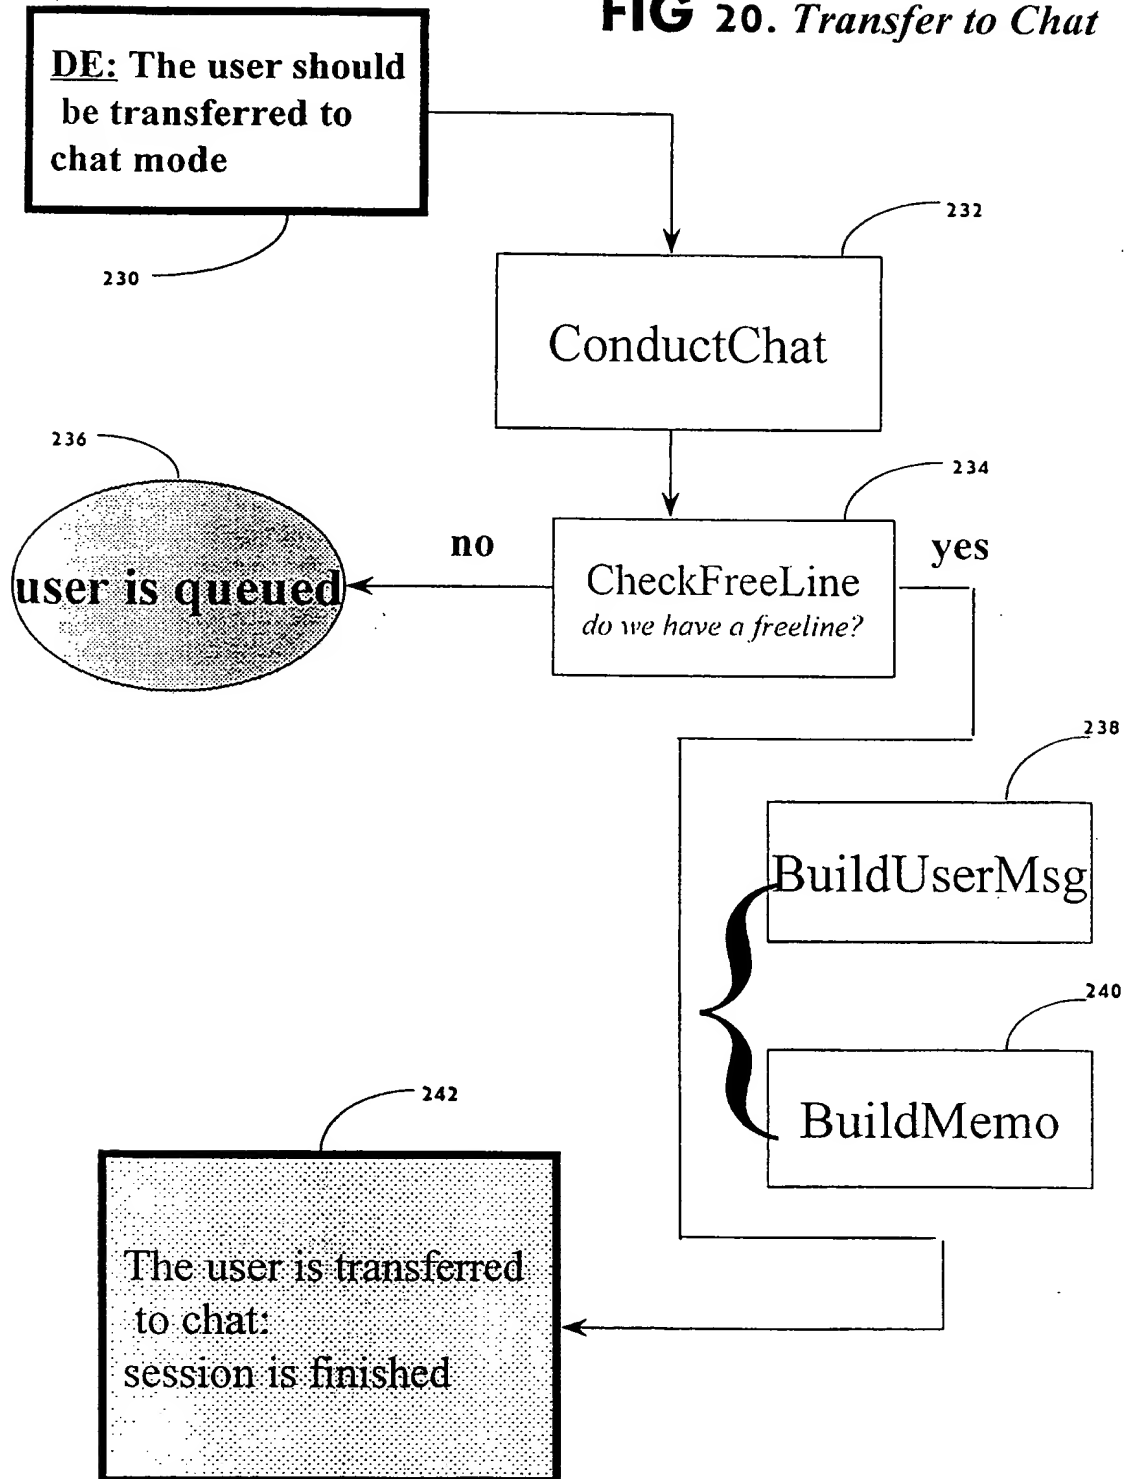 FIG 20. Transfer to Chat
DE: The user should
be transferred to
chat mode
230
232
ConductChat
236
234
user is queued
no
CheckFreeLine
do we have a freeline?
yes
238
BuildUserMsg
240
BuildMemo
242
The user is transferred
to chat:
session is finished